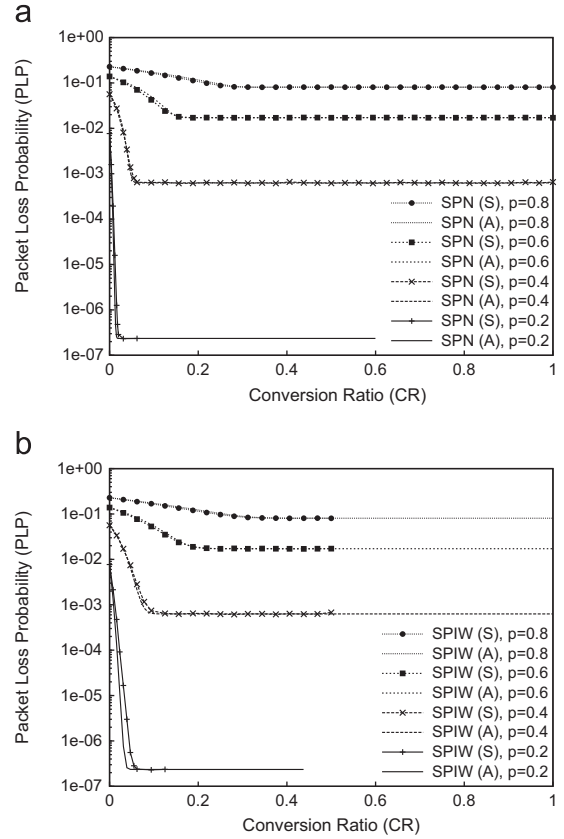 a
1e+00
1e-01
1e-02
1e-03
1e-04
1e-05
1e-06
1e-07
Packet Loss Probability (PLP)
SPN (S), p=0.8
SPN (A), p=0.8
SPN (S), p=0.6
SPN (A), p=0.6
SPN (S), p=0.4
SPN (A), p=0.4
SPN (S), p=0.2
SPN (A), p=0.2
0 0.2 0.4 0.6 0.8 1
Conversion Ratio (CR)
b
1e+00
1e-01
1e-02
1e-03
1e-04
1e-05
1e-06
1e-07
Packet Loss Probability (PLP)
SPIW (S), p=0.8
SPIW (A), p=0.8
SPIW (S), p=0.6
SPIW (A), p=0.6
SPIW (S), p=0.4
SPIW (A), p=0.4
SPIW (S), p=0.2
SPIW (A), p=0.2
0 0.2 0.4 0.6 0.8 1
Conversion Ratio (CR)